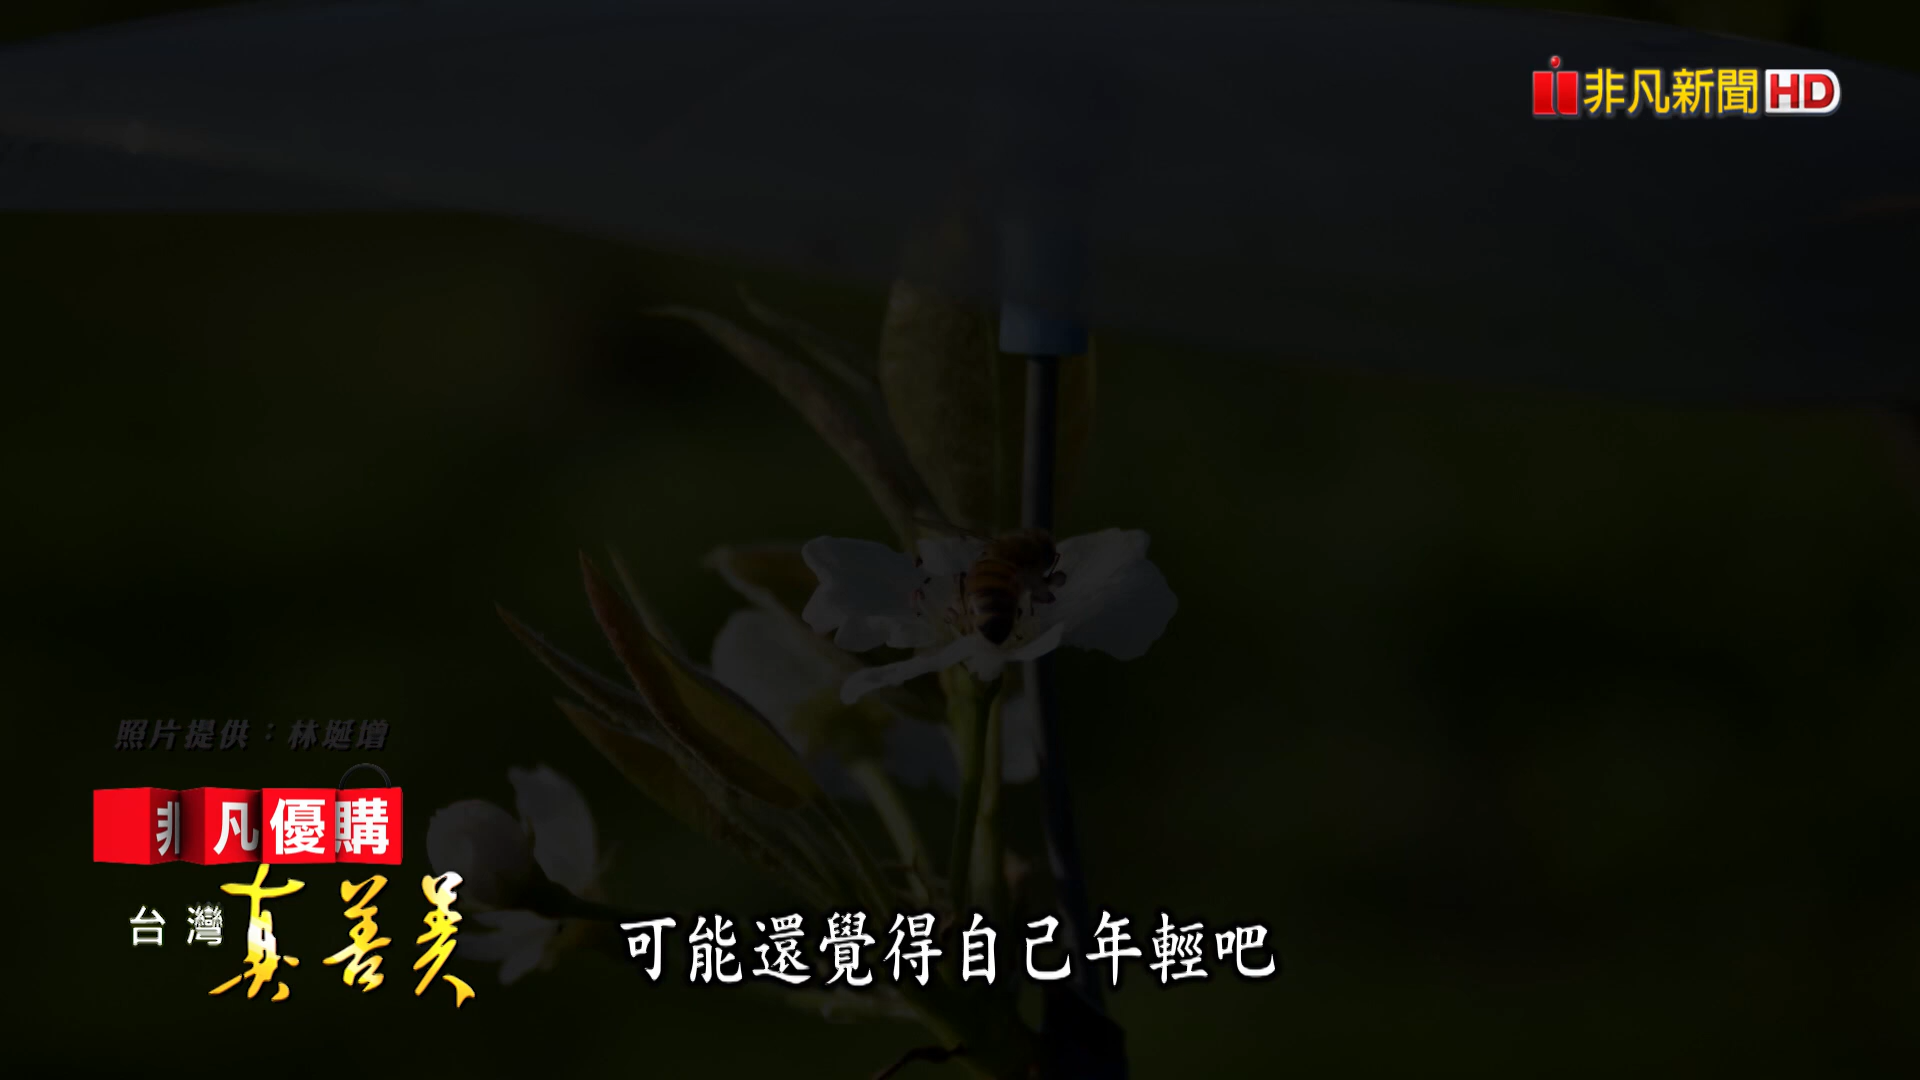 非凡新聞HD
照片提供：林埏增
非凡優購
台灣真善美
可能還覺得自己年輕吧